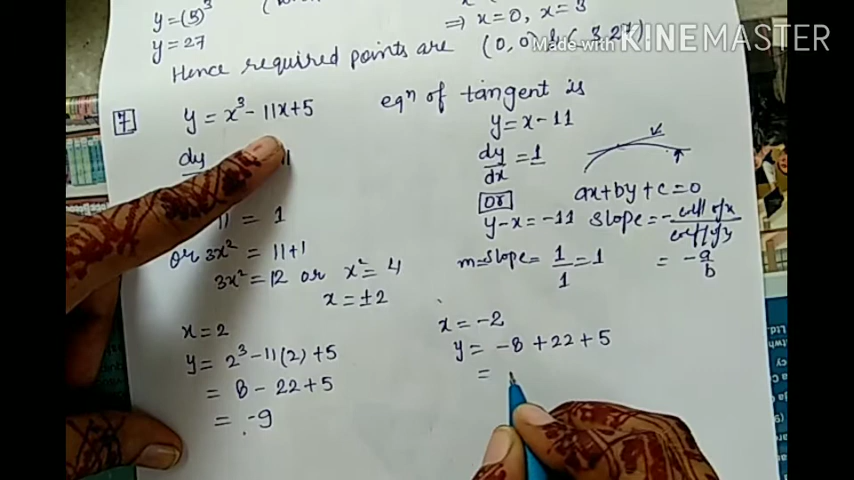 y = (5)³
y = 27
⇒ x=0, x=3
Hence required points are (0,0) & (3,27)
Made with KINEMASTER
7
y = x³ - 11x+5
dy
11
11 = 1
or 3x² = 11+1
3x² = 12 or x² = 4
x = ±2
x = 2
y = 2³ - 11(2) + 5
= 8 - 22 + 5
= -9
eqⁿ of tangent is
y = x - 11
dy/dx = 1
or
y - x = -11
m = slope = 1/1 = 1
ax + by + c = 0
slope = - coeff of x / coeff of y
= - a/b
x = -2
y = -8 + 22 + 5
=